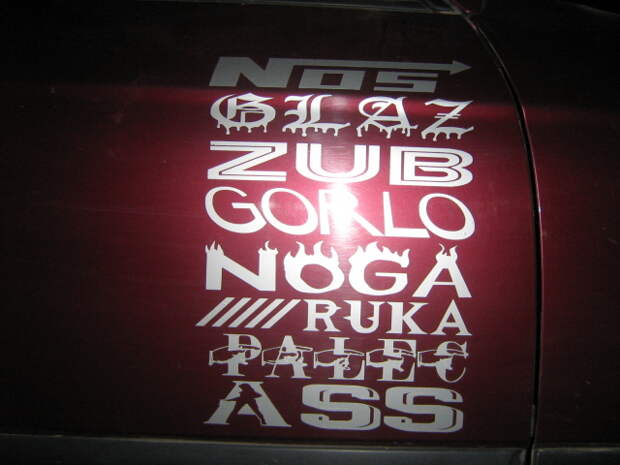 NOS
GLAZ
ZUB
GORLO
NOGA
/////RUKA
PALEC
ASS